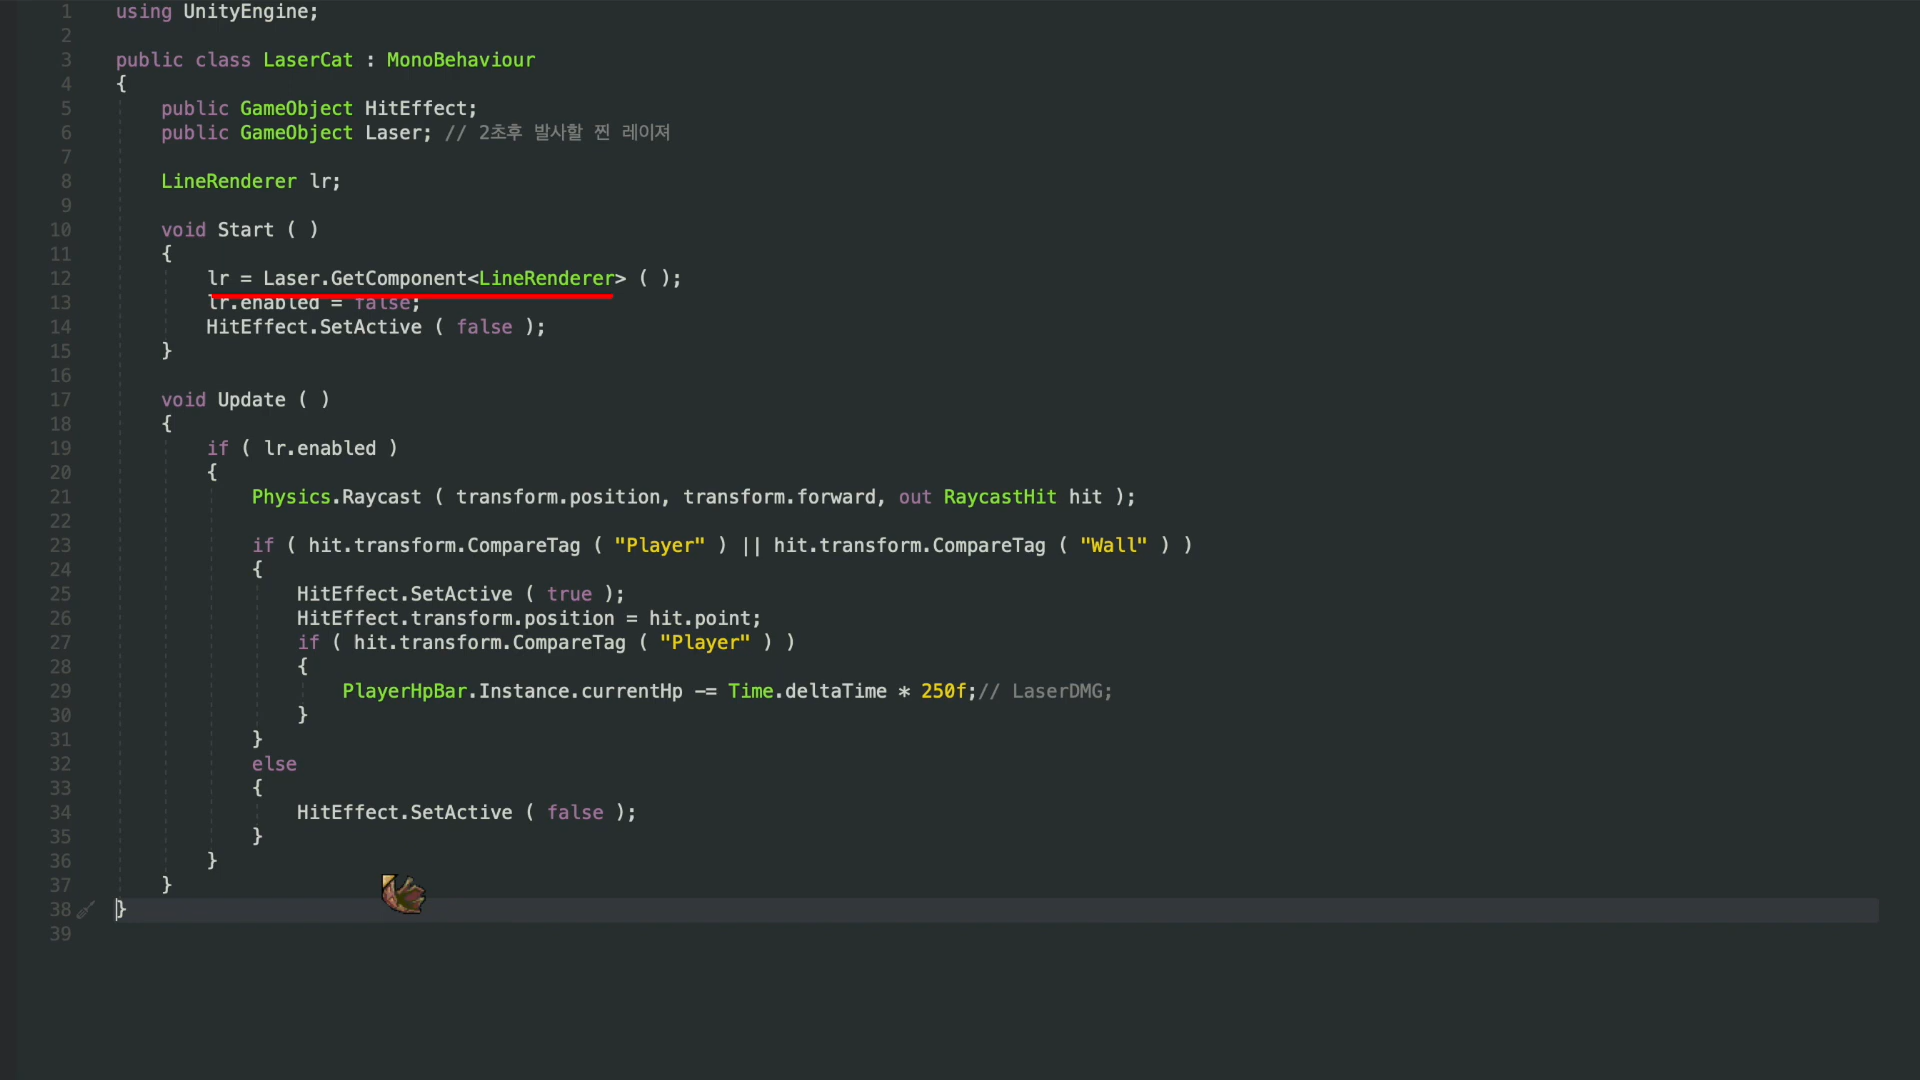 1 using UnityEngine;
2
3 public class LaserCat : MonoBehaviour
4 {
5 public GameObject HitEffect;
6 public GameObject Laser; // 2초후 발사할 찐 레이져
7
8 LineRenderer lr;
9
10 void Start ( )
11 {
12 lr = Laser.GetComponent<LineRenderer> ( );
13 lr.enabled = false;
14 HitEffect.SetActive ( false );
15 }
16
17 void Update ( )
18 {
19 if ( lr.enabled )
20 {
21 Physics.Raycast ( transform.position, transform.forward, out RaycastHit hit );
22
23 if ( hit.transform.CompareTag ( "Player" ) || hit.transform.CompareTag ( "Wall" ) )
24 {
25 HitEffect.SetActive ( true );
26 HitEffect.transform.position = hit.point;
27 if ( hit.transform.CompareTag ( "Player" ) )
28 {
29 PlayerHpBar.Instance.currentHp -= Time.deltaTime * 250f;// LaserDMG;
30 }
31 }
32 else
33 {
34 HitEffect.SetActive ( false );
35 }
36 }
37 }
38 }
39